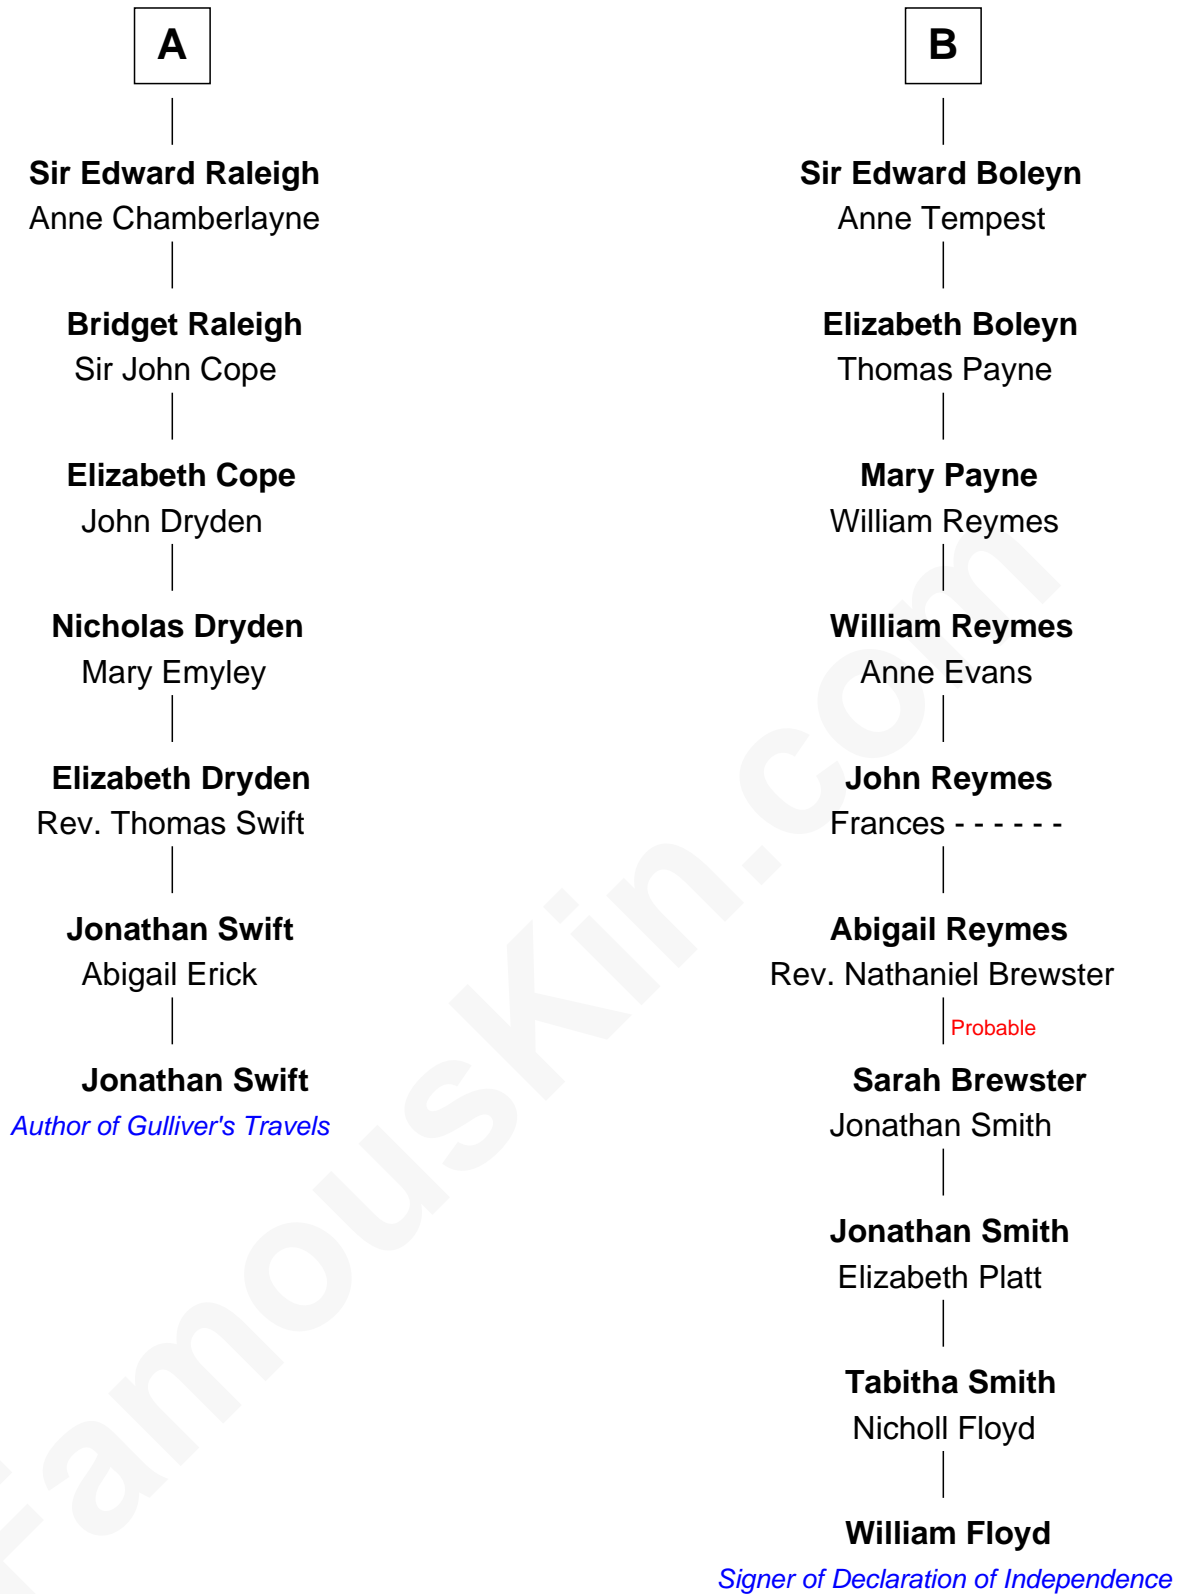 A
Sir Edward Raleigh
Anne Chamberlayne
Bridget Raleigh
Sir John Cope
Elizabeth Cope
John Dryden
Nicholas Dryden
Mary Emyley
Elizabeth Dryden
Rev. Thomas Swift
Jonathan Swift
Abigail Erick
Jonathan Swift
Author of Gulliver's Travels
B
Sir Edward Boleyn
Anne Tempest
Elizabeth Boleyn
Thomas Payne
Mary Payne
William Reymes
William Reymes
Anne Evans
John Reymes
Frances - - - - - -
Abigail Reymes
Rev. Nathaniel Brewster
Probable
Sarah Brewster
Jonathan Smith
Jonathan Smith
Elizabeth Platt
Tabitha Smith
Nicholl Floyd
William Floyd
Signer of Declaration of Independence
FamousKin.com